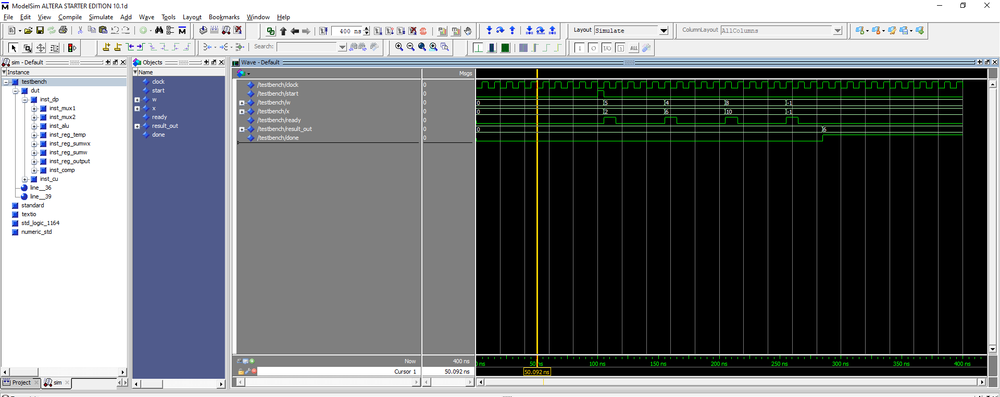 ModelSim ALTERA STARTER EDITION 10.1d
File Edit View Compile Simulate Add Wave Tools Layout Bookmarks Window Help
400 ns
Layout Simulate
ColumnLayout AllColumns
Search:
sim - Default
Instance
testbench
dut
inst_dp
inst_mux1
inst_mux2
inst_alu
inst_reg_temp
inst_reg_sumwx
inst_reg_sumw
inst_reg_output
inst_comp
inst_cu
line__36
line__39
standard
textio
std_logic_1164
numeric_std
Project
sim
Objects
Name
clock
start
w
x
ready
result_out
done
Wave - Default
Msgs
/testbench/clock 0
/testbench/start 0
/testbench/w 0 0 5 4 8 -1
/testbench/x 0 0 2 6 10 -1
/testbench/ready 0
/testbench/result_out 0 0 6
/testbench/done 0
Now 400 ns
ns 50 ns 100 ns 150 ns 200 ns 250 ns 300 ns 350 ns 400 ns
Cursor 1 50.092 ns
50.092 ns